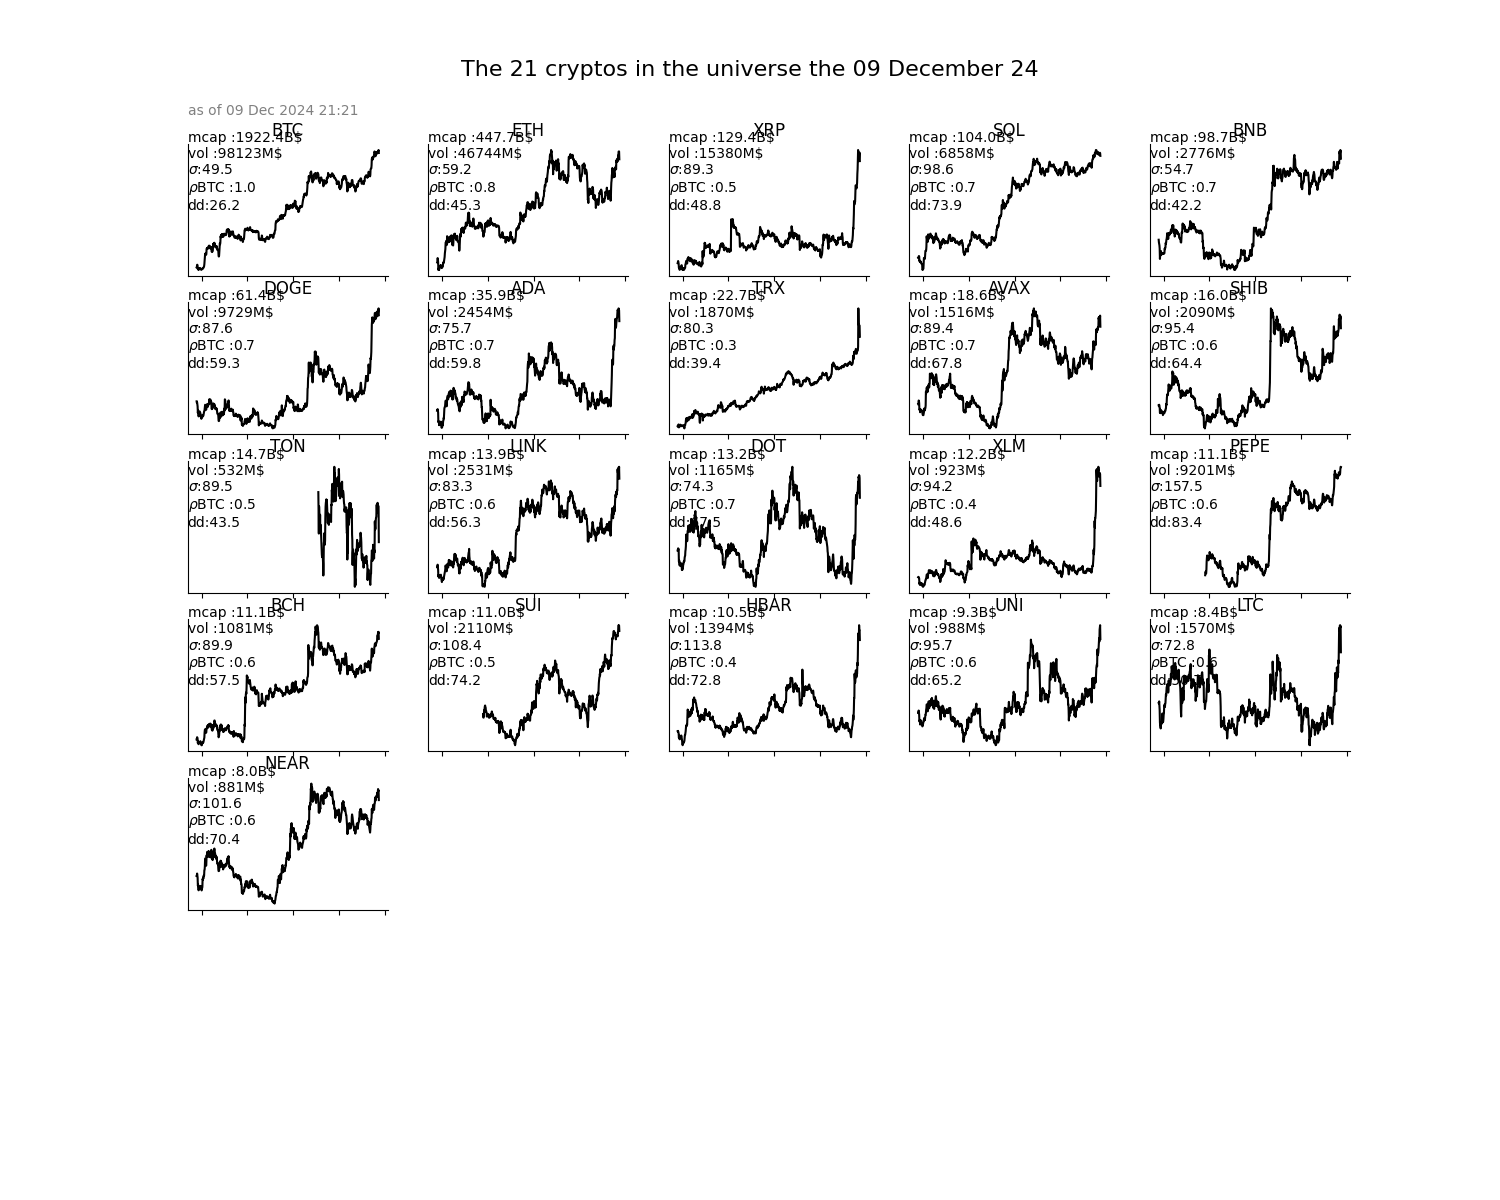 The 21 cryptos in the universe the 09 December 24
as of 09 Dec 2024 21:21
BTC
mcap :1922.4B$
vol :98123M$
σ:49.5
ρBTC :1.0
dd:26.2
ETH
mcap :447.7B$
vol :46744M$
σ:59.2
ρBTC :0.8
dd:45.3
XRP
mcap :129.4B$
vol :15380M$
σ:89.3
ρBTC :0.5
dd:48.8
SOL
mcap :104.0B$
vol :6858M$
σ:98.6
ρBTC :0.7
dd:73.9
BNB
mcap :98.7B$
vol :2776M$
σ:54.7
ρBTC :0.7
dd:42.2
DOGE
mcap :61.4B$
vol :9729M$
σ:87.6
ρBTC :0.7
dd:59.3
ADA
mcap :35.9B$
vol :2454M$
σ:75.7
ρBTC :0.7
dd:59.8
TRX
mcap :22.7B$
vol :1870M$
σ:80.3
ρBTC :0.3
dd:39.4
AVAX
mcap :18.6B$
vol :1516M$
σ:89.4
ρBTC :0.7
dd:67.8
SHIB
mcap :16.0B$
vol :2090M$
σ:95.4
ρBTC :0.6
dd:64.4
TON
mcap :14.7B$
vol :532M$
σ:89.5
ρBTC :0.5
dd:43.5
LINK
mcap :13.9B$
vol :2531M$
σ:83.3
ρBTC :0.6
dd:56.3
DOT
mcap :13.2B$
vol :1165M$
σ:74.3
ρBTC :0.7
XLM
mcap :12.2B$
vol :923M$
σ:94.2
ρBTC :0.4
dd:48.6
PEPE
mcap :11.1B$
vol :9201M$
σ:157.5
ρBTC :0.6
dd:83.4
BCH
mcap :11.1B$
vol :1081M$
σ:89.9
ρBTC :0.6
dd:57.5
SUI
mcap :11.0B$
vol :2110M$
σ:108.4
ρBTC :0.5
dd:74.2
HBAR
mcap :10.5B$
vol :1394M$
σ:113.8
ρBTC :0.4
dd:72.8
UNI
mcap :9.3B$
vol :988M$
σ:95.7
ρBTC :0.6
dd:65.2
LTC
mcap :8.4B$
vol :1570M$
σ:72.8
ρBTC :0.6
NEAR
mcap :8.0B$
vol :881M$
σ:101.6
ρBTC :0.6
dd:70.4